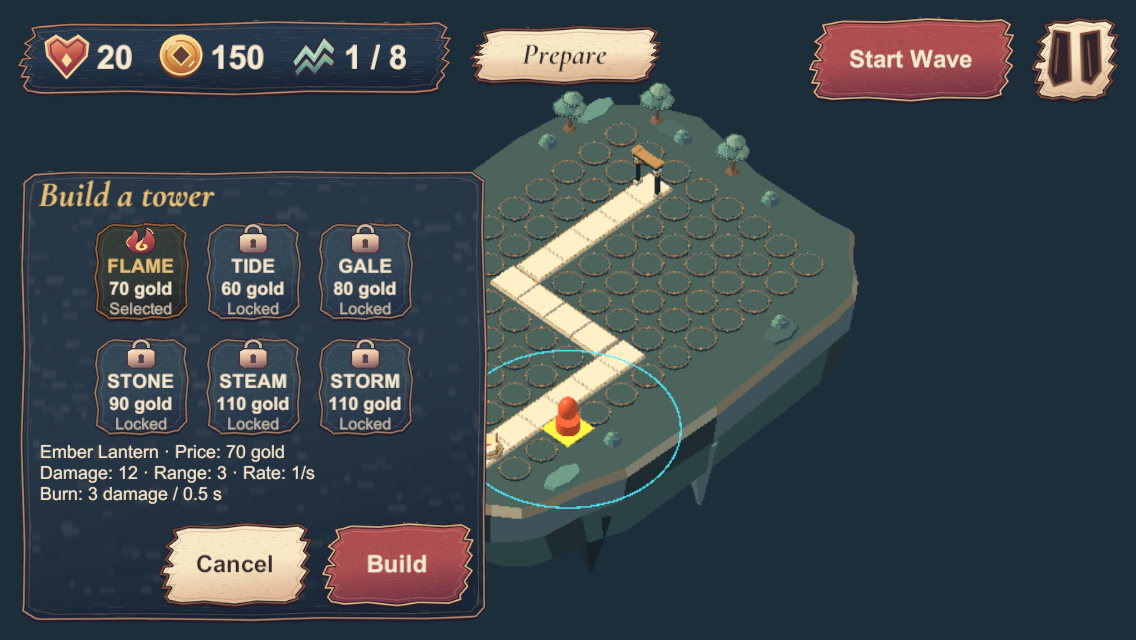 20 150 1 / 8
Prepare
Start Wave
Build a tower
FLAME
70 gold
Selected
TIDE
60 gold
Locked
GALE
80 gold
Locked
STONE
90 gold
Locked
STEAM
110 gold
Locked
STORM
110 gold
Locked
Ember Lantern · Price: 70 gold
Damage: 12 · Range: 3 · Rate: 1/s
Burn: 3 damage / 0.5 s
Cancel
Build